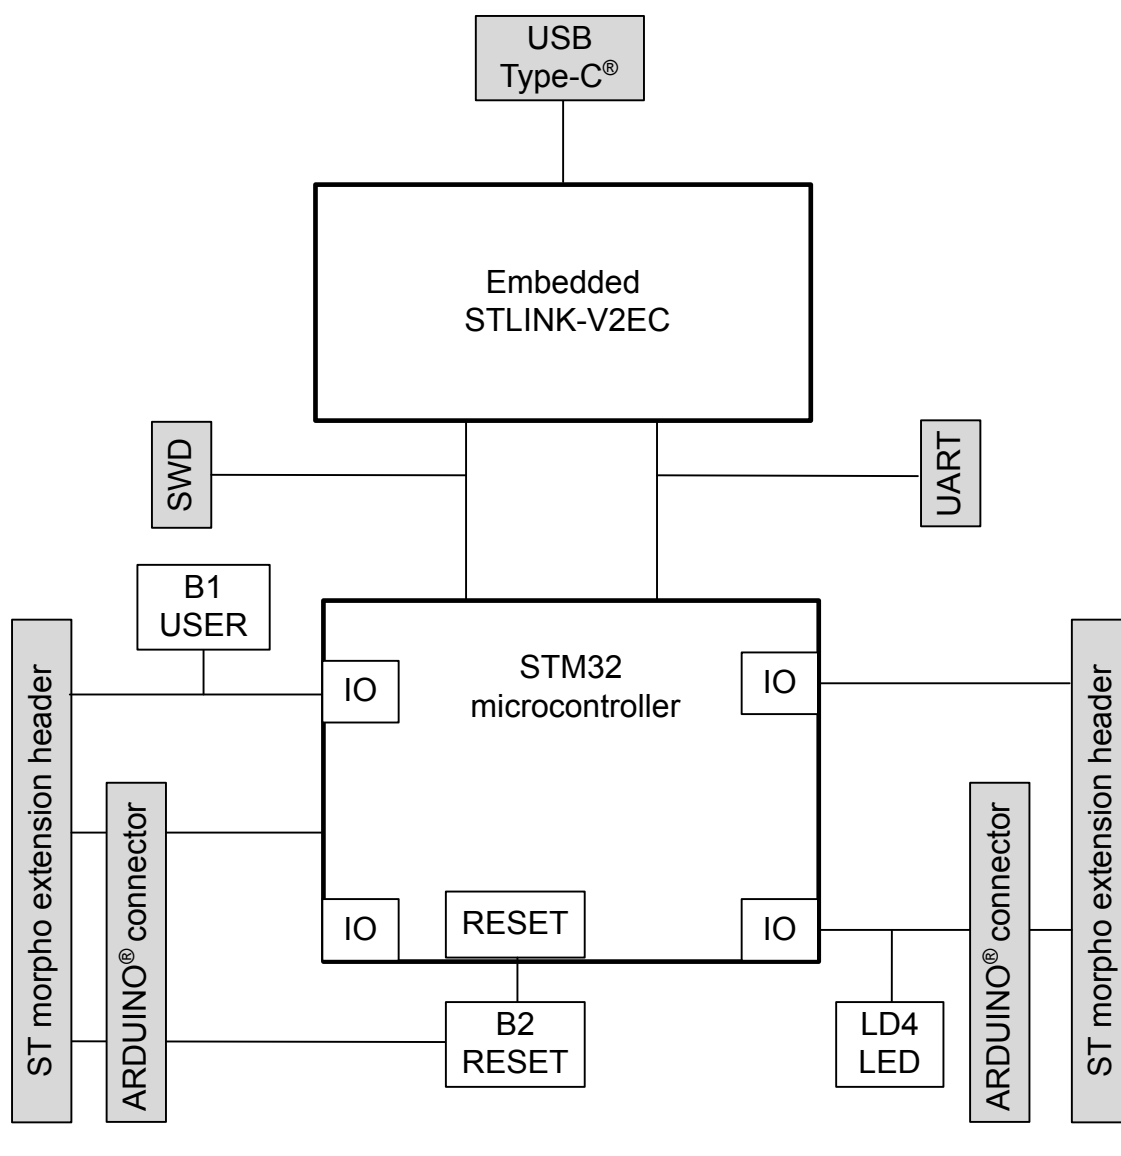 USB
Type-C®
Embedded
STLINK-V2EC
SWD
UART
B1
USER
STM32
microcontroller
IO
IO
ST morpho extension header
ARDUINO® connector
IO
RESET
IO
ARDUINO® connector
ST morpho extension header
B2
RESET
LD4
LED